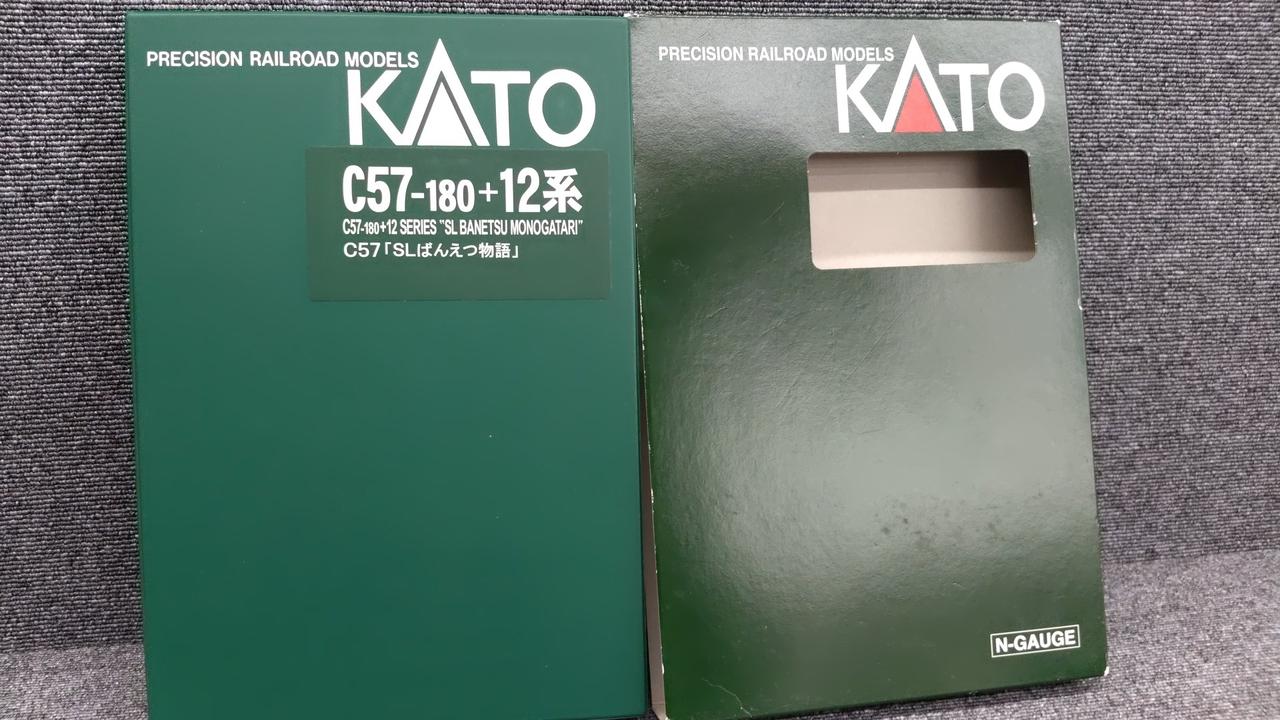 PRECISION RAILROAD MODELS
KATO
C57-180+12系
C57-180+12 SERIES "SL BANETSU MONOGATARI"
C57「SLばんえつ物語」
PRECISION RAILROAD MODELS
KATO
N-GAUGE